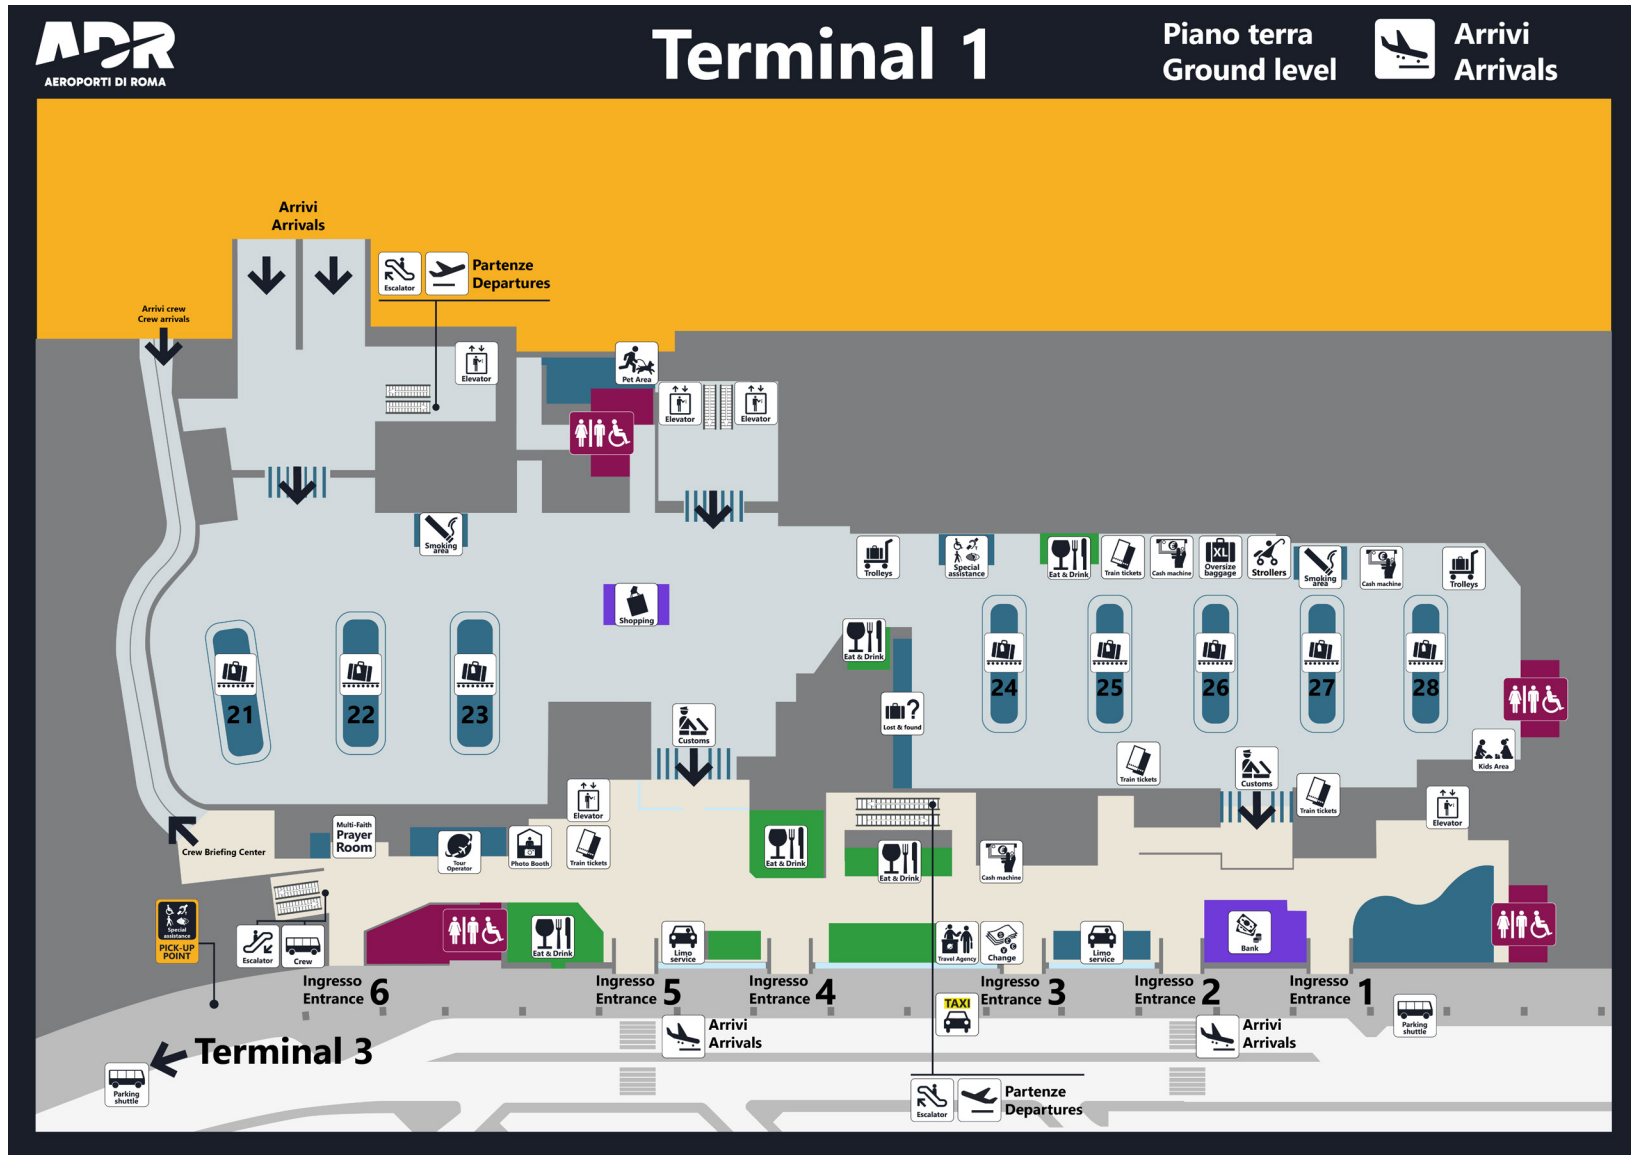 ADR
AEROPORTI DI ROMA
Terminal 1
Piano terra
Ground level
Arrivi
Arrivals
Arrivi
Arrivals
Escalator
Partenze
Departures
Arrivi crew
Crew arrivals
Elevator
Pet Area
Elevator
Elevator
Smoking
area
Trolleys
Special
assistance
Eat & Drink
Train tickets
Cash machine
XL
Oversize
baggage
Strollers
Smoking
area
Cash machine
Trolleys
Shopping
Eat & Drink
21
22
23
24
25
26
27
28
Lost & found
Customs
Train tickets
Customs
Kids Area
Elevator
Train tickets
Elevator
Crew Briefing Center
Multi-Faith
Prayer
Room
Tour
Operator
Photo Booth
Train tickets
Eat & Drink
Eat & Drink
Cash machine
Special
assistance
PICK-UP
POINT
Escalator
Crew
Eat & Drink
Limo
service
Travel Agency
Change
Limo
service
Bank
Ingresso
Entrance 6
Ingresso
Entrance 5
Ingresso
Entrance 4
Ingresso
Entrance 3
Ingresso
Entrance 2
Ingresso
Entrance 1
TAXI
Parking
shuttle
Arrivi
Arrivals
Arrivi
Arrivals
Terminal 3
Parking
shuttle
Escalator
Partenze
Departures